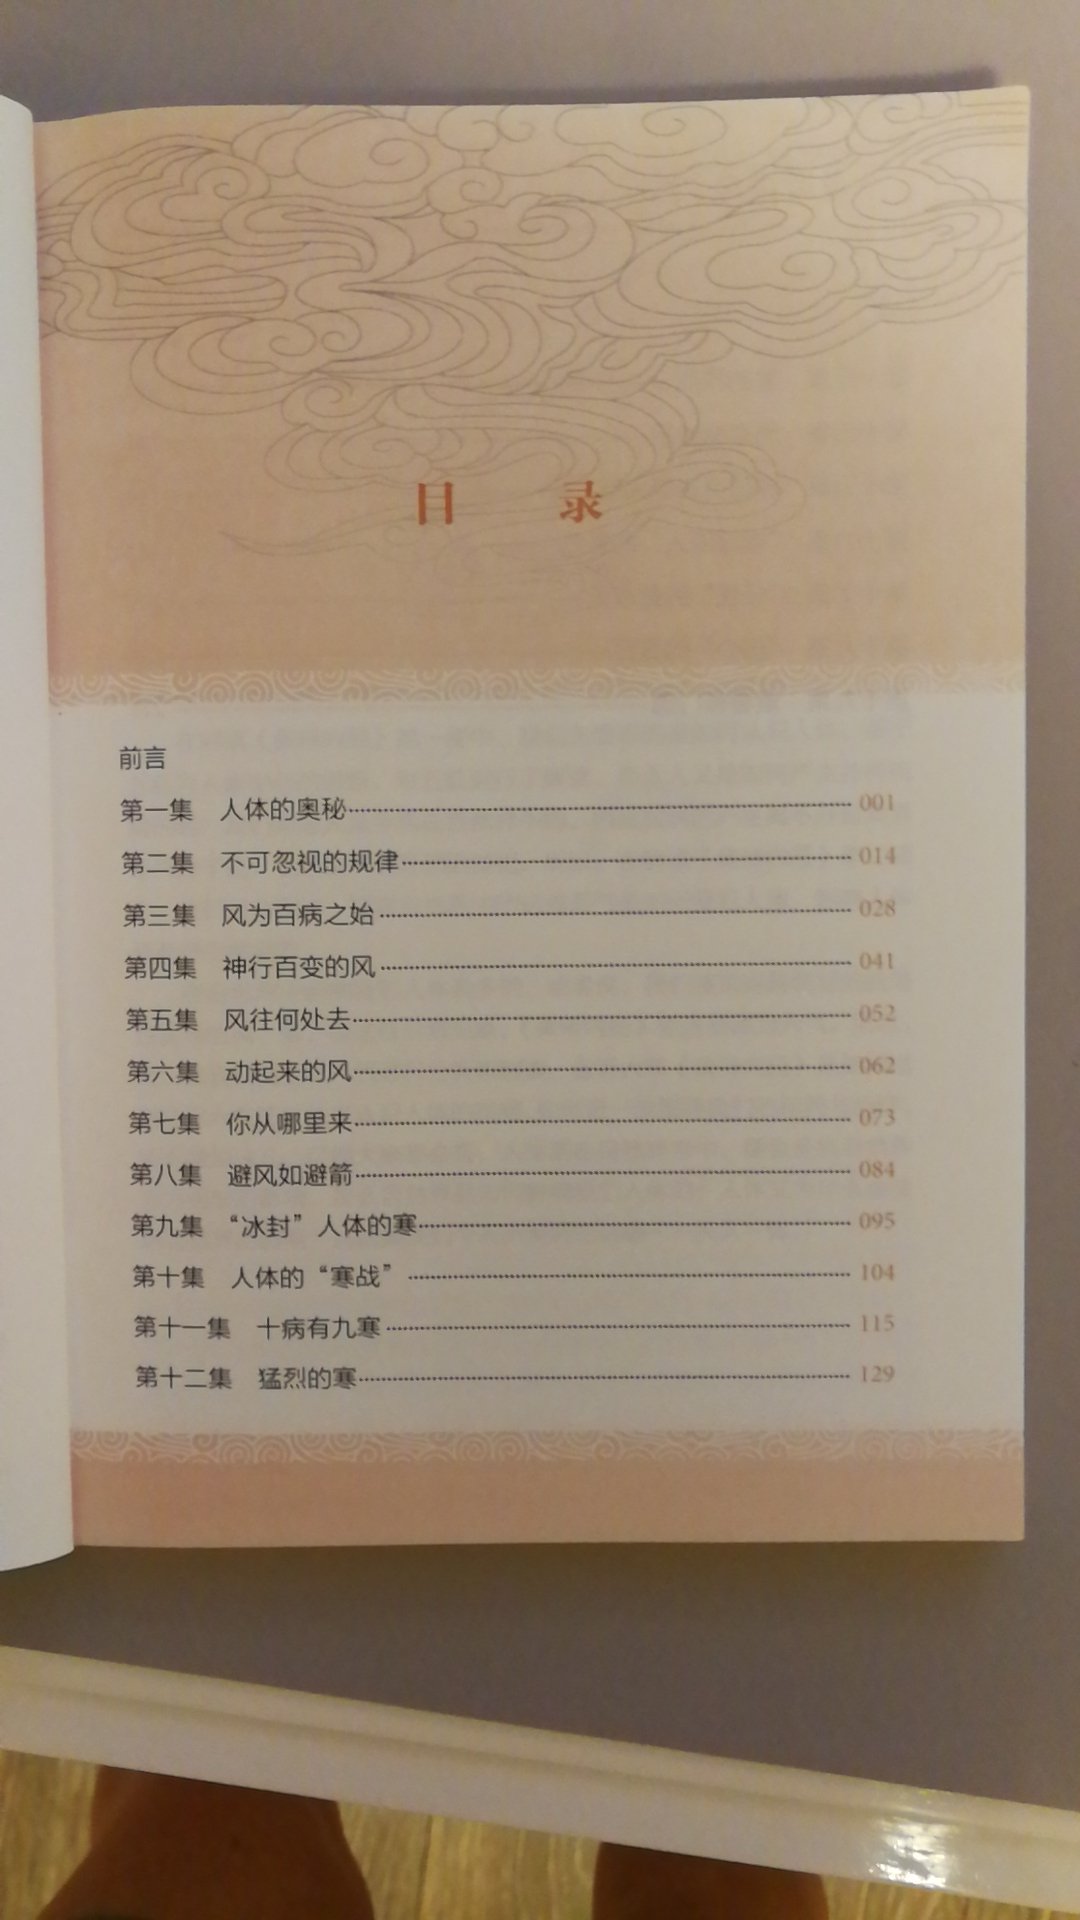 目 录
前言
第一集 人体的奥秘 001
第二集 不可忽视的规律 014
第三集 风为百病之始 028
第四集 神行百变的风 041
第五集 风往何处去 052
第六集 动起来的风 062
第七集 你从哪里来 073
第八集 避风如避箭 084
第九集 “冰封”人体的寒 095
第十集 人体的“寒战” 104
第十一集 十病有九寒 115
第十二集 猛烈的寒 129